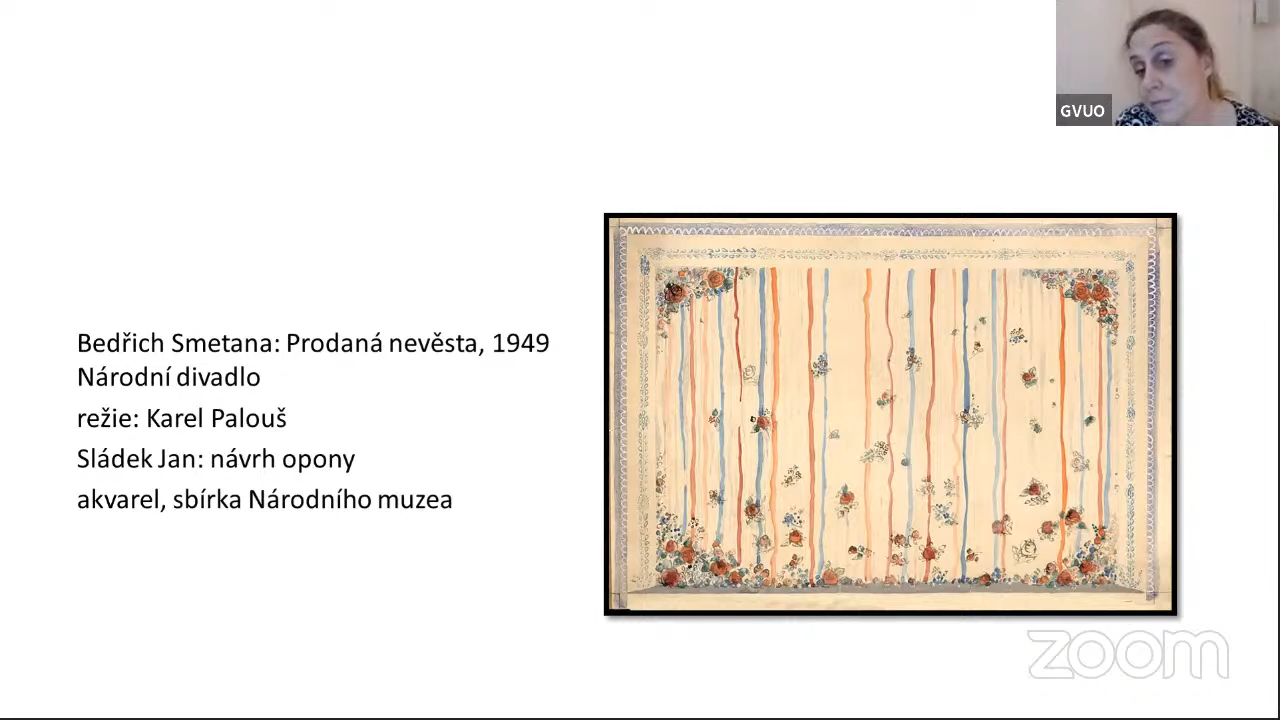 GVUO
Bedřich Smetana: Prodaná nevěsta, 1949
Národní divadlo
režie: Karel Palouš
Sládek Jan: návrh opony
akvarel, sbírka Národního muzea
zoom